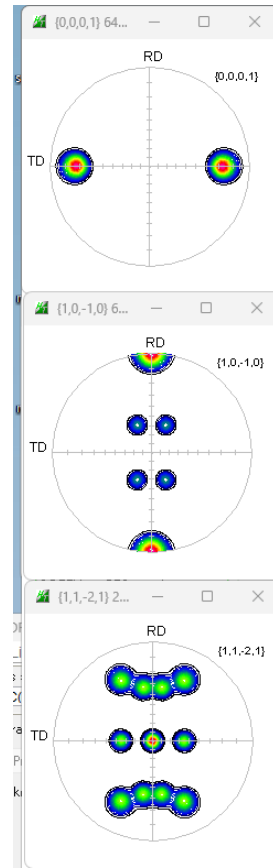 {0,0,0,1} 64...
RD
{0,0,0,1}
TD
{1,0,-1,0} 6...
RD
{1,0,-1,0}
TD
{1,1,-2,1} 2...
RD
{1,1,-2,1}
TD